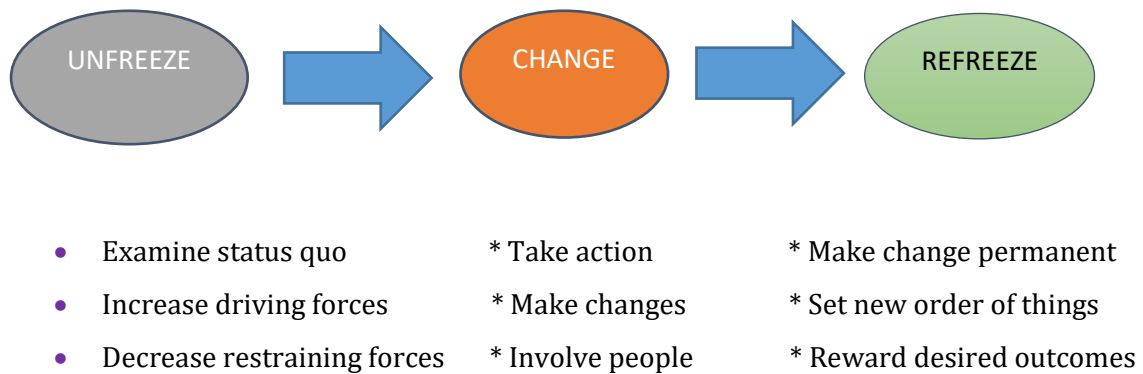 UNFREEZE CHANGE REFREEZE
• Examine status quo * Take action * Make change permanent
• Increase driving forces * Make changes * Set new order of things
• Decrease restraining forces * Involve people * Reward desired outcomes